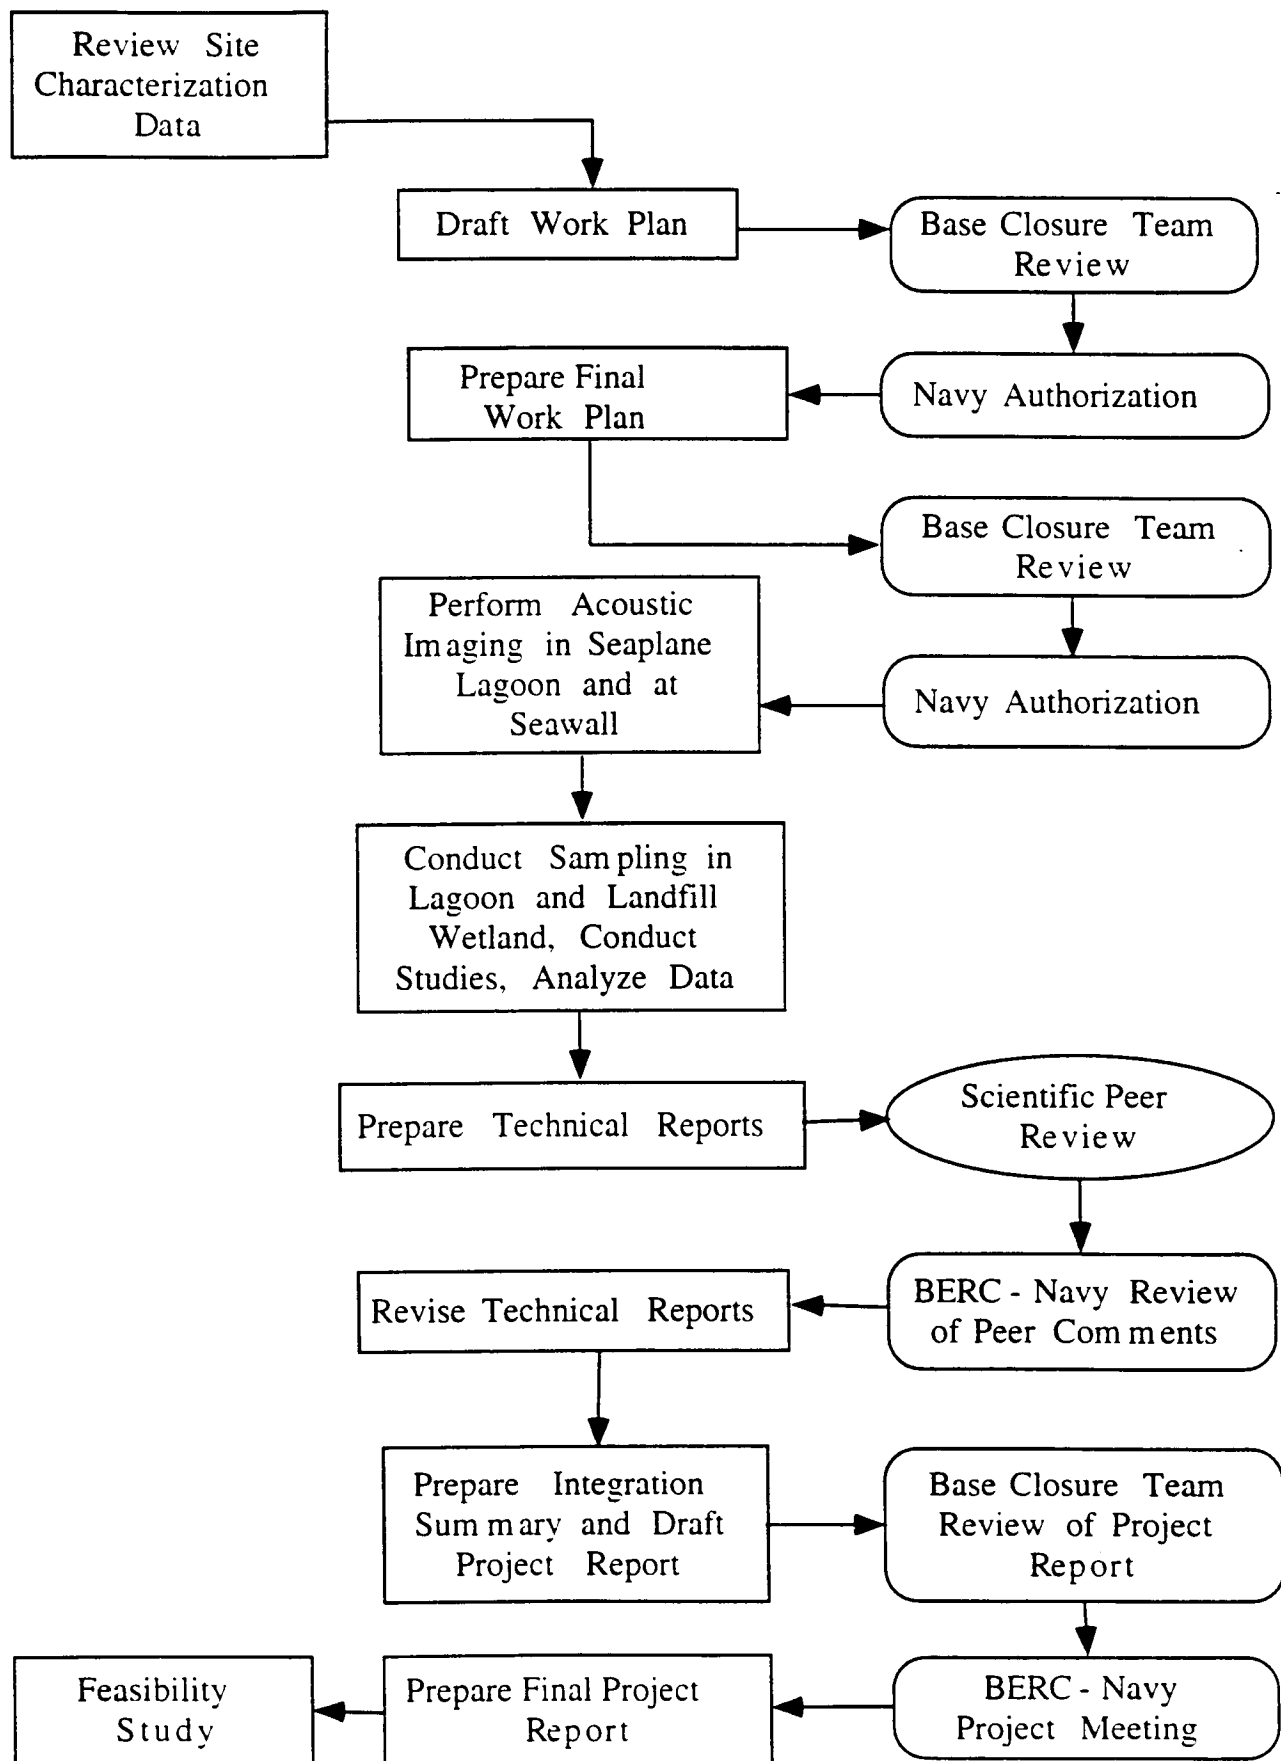 Review Site
Characterization
Data
Draft Work Plan
Base Closure Team
Review
Navy Authorization
Prepare Final
Work Plan
Base Closure Team
Review
Navy Authorization
Perform Acoustic
Imaging in Seaplane
Lagoon and at
Seawall
Conduct Sampling in
Lagoon and Landfill
Wetland, Conduct
Studies, Analyze Data
Prepare Technical Reports
Scientific Peer
Review
BERC - Navy Review
of Peer Comments
Revise Technical Reports
Prepare Integration
Summary and Draft
Project Report
Base Closure Team
Review of Project
Report
BERC - Navy
Project Meeting
Prepare Final Project
Report
Feasibility
Study